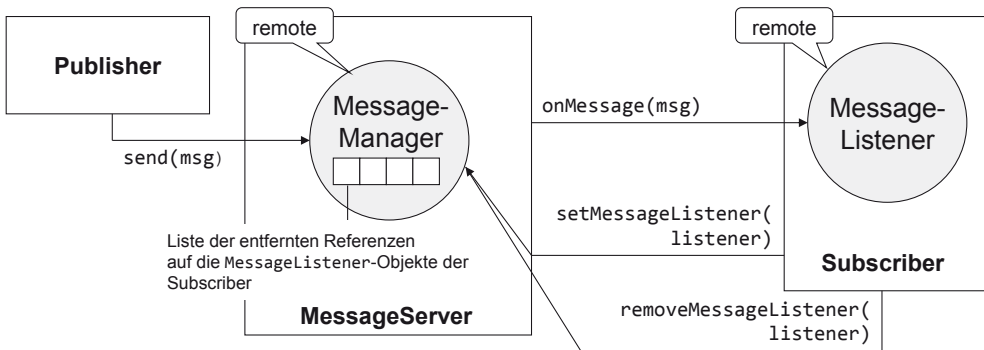 remote
remote
Publisher
Message-
Manager
onMessage(msg)
Message-
Listener
send(msg)
setMessageListener(
listener)
Liste der entfernten Referenzen
auf die MessageListener-Objekte der
Subscriber
Subscriber
MessageServer
removeMessageListener(
listener)